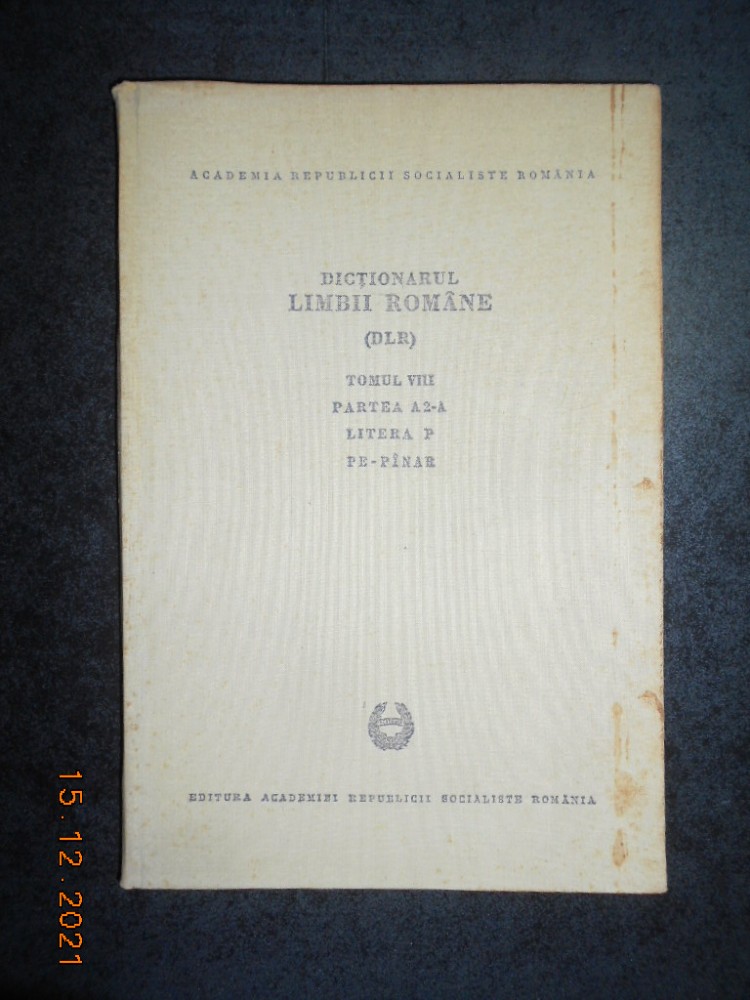 ACADEMIA REPUBLICII SOCIALISTE ROMÂNIA
DICȚIONARUL
LIMBII ROMÂNE
(DLR)
TOMUL VIII
PARTEA A 2-A
LITERA P
PE-PÎNAR
EDITURA ACADEMIEI REPUBLICII SOCIALISTE ROMÂNIA
15.12.2021